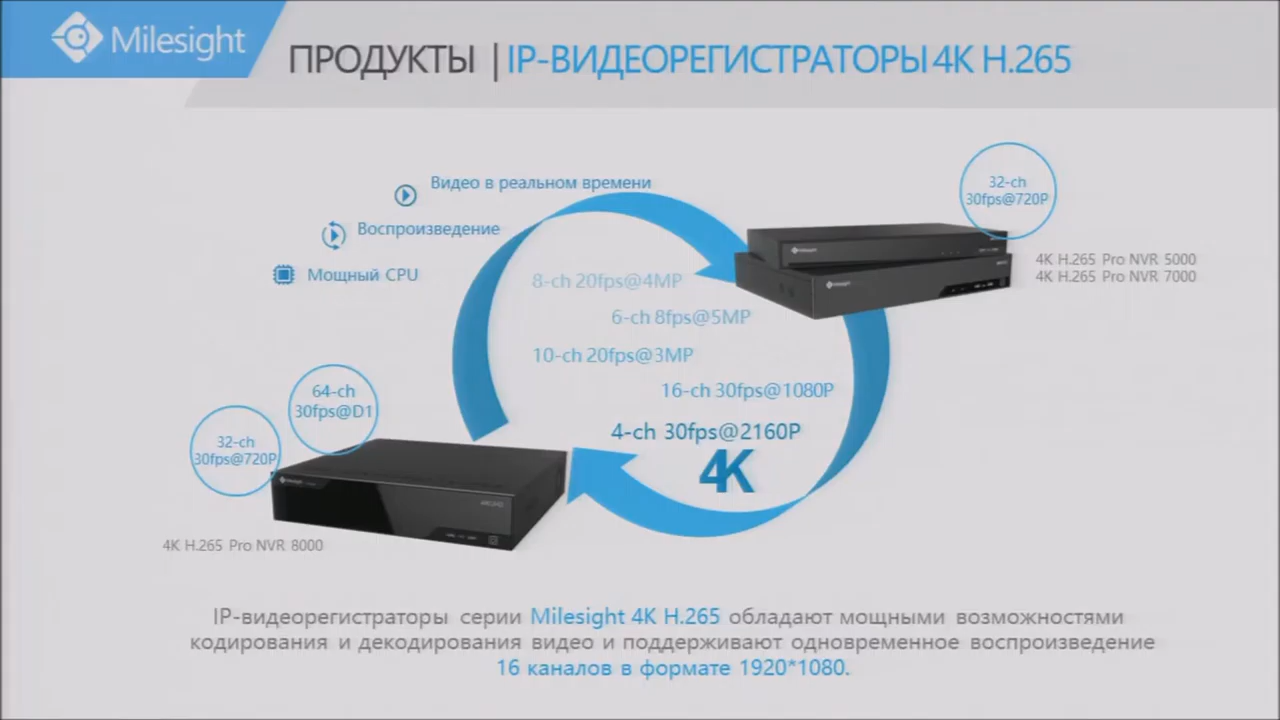 Milesight
ПРОДУКТЫ | IP-ВИДЕОРЕГИСТРАТОРЫ 4K H.265
Видео в реальном времени
Воспроизведение
Мощный CPU
32-ch
30fps@720P
Milesight
Milesight
4K H.265 Pro NVR 5000
4K H.265 Pro NVR 7000
8-ch 20fps@4MP
6-ch 8fps@5MP
10-ch 20fps@3MP
16-ch 30fps@1080P
4-ch 30fps@2160P
4K
64-ch
30fps@D1
32-ch
30fps@720P
Milesight
4K H.265 Pro NVR 8000
IP-видеорегистраторы серии Milesight 4K H.265 обладают мощными возможностями
кодирования и декодирования видео и поддерживают одновременное воспроизведение
16 каналов в формате 1920*1080.